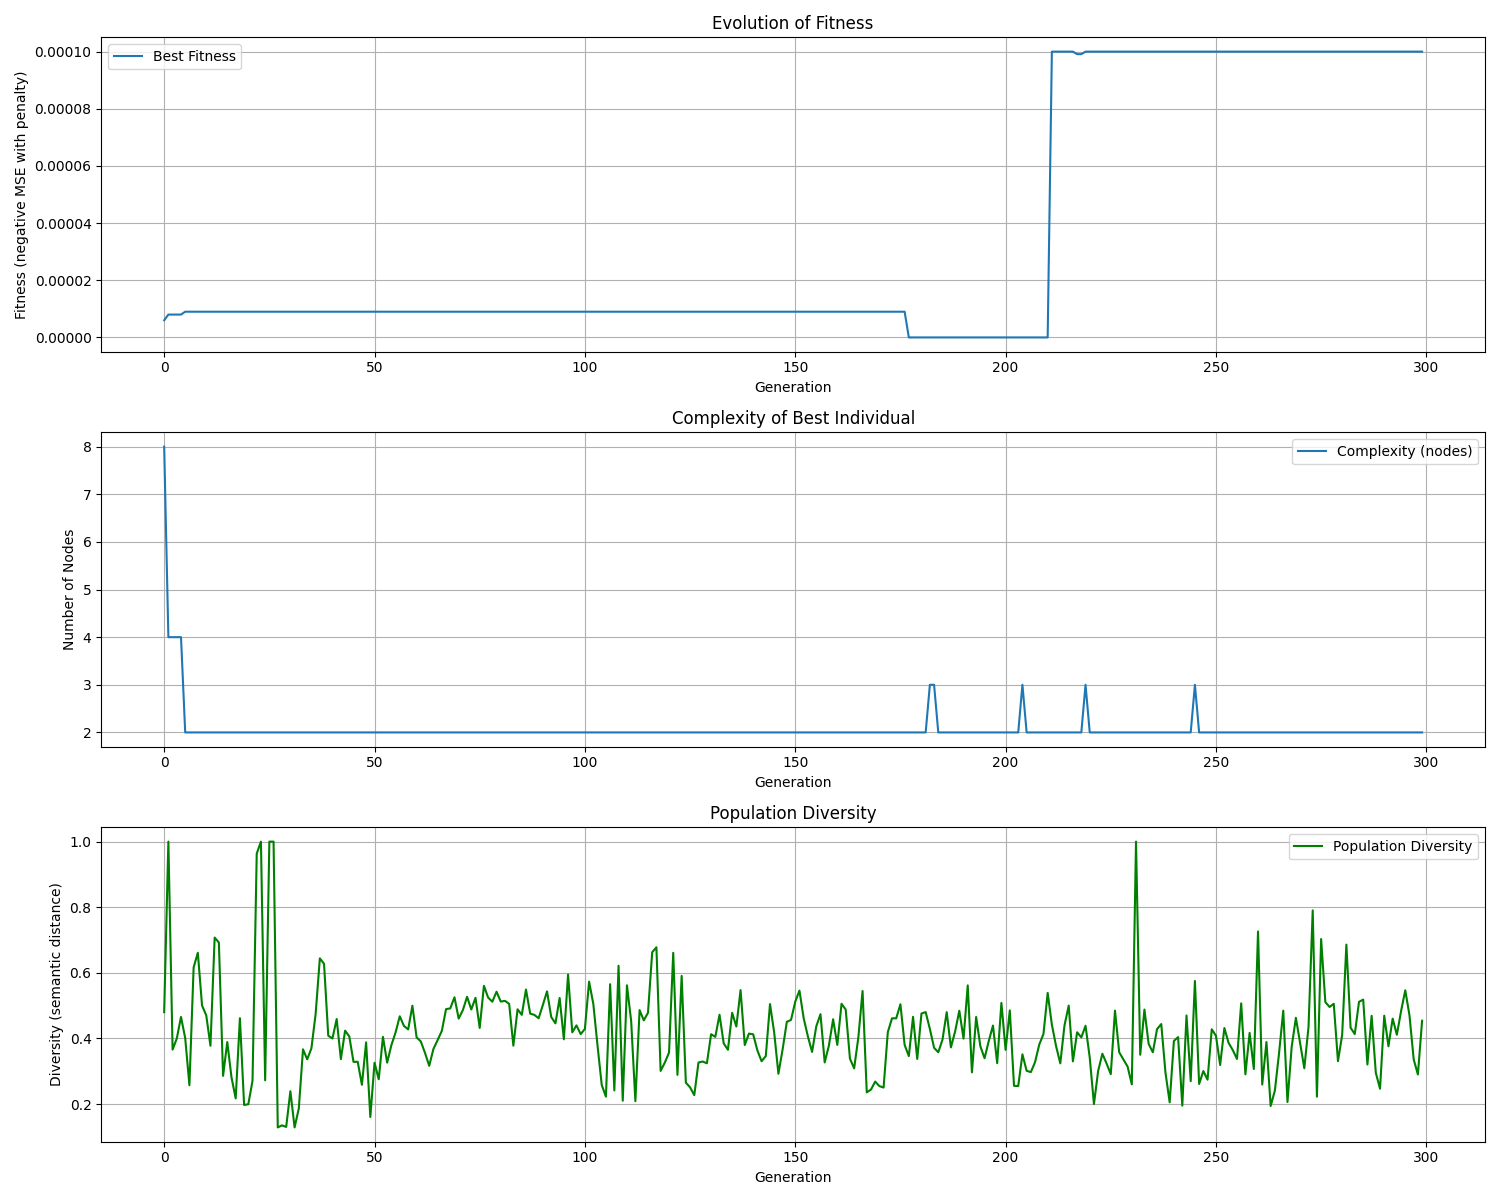 Evolution of Fitness
Fitness (negative MSE with penalty)
0.00010
0.00008
0.00006
0.00004
0.00002
0.00000
Best Fitness
0 50 100 150 200 250 300
Generation
Complexity of Best Individual
Number of Nodes
8
7
6
5
4
3
2
Complexity (nodes)
0 50 100 150 200 250 300
Generation
Population Diversity
Diversity (semantic distance)
1.0
0.8
0.6
0.4
0.2
Population Diversity
0 50 100 150 200 250 300
Generation